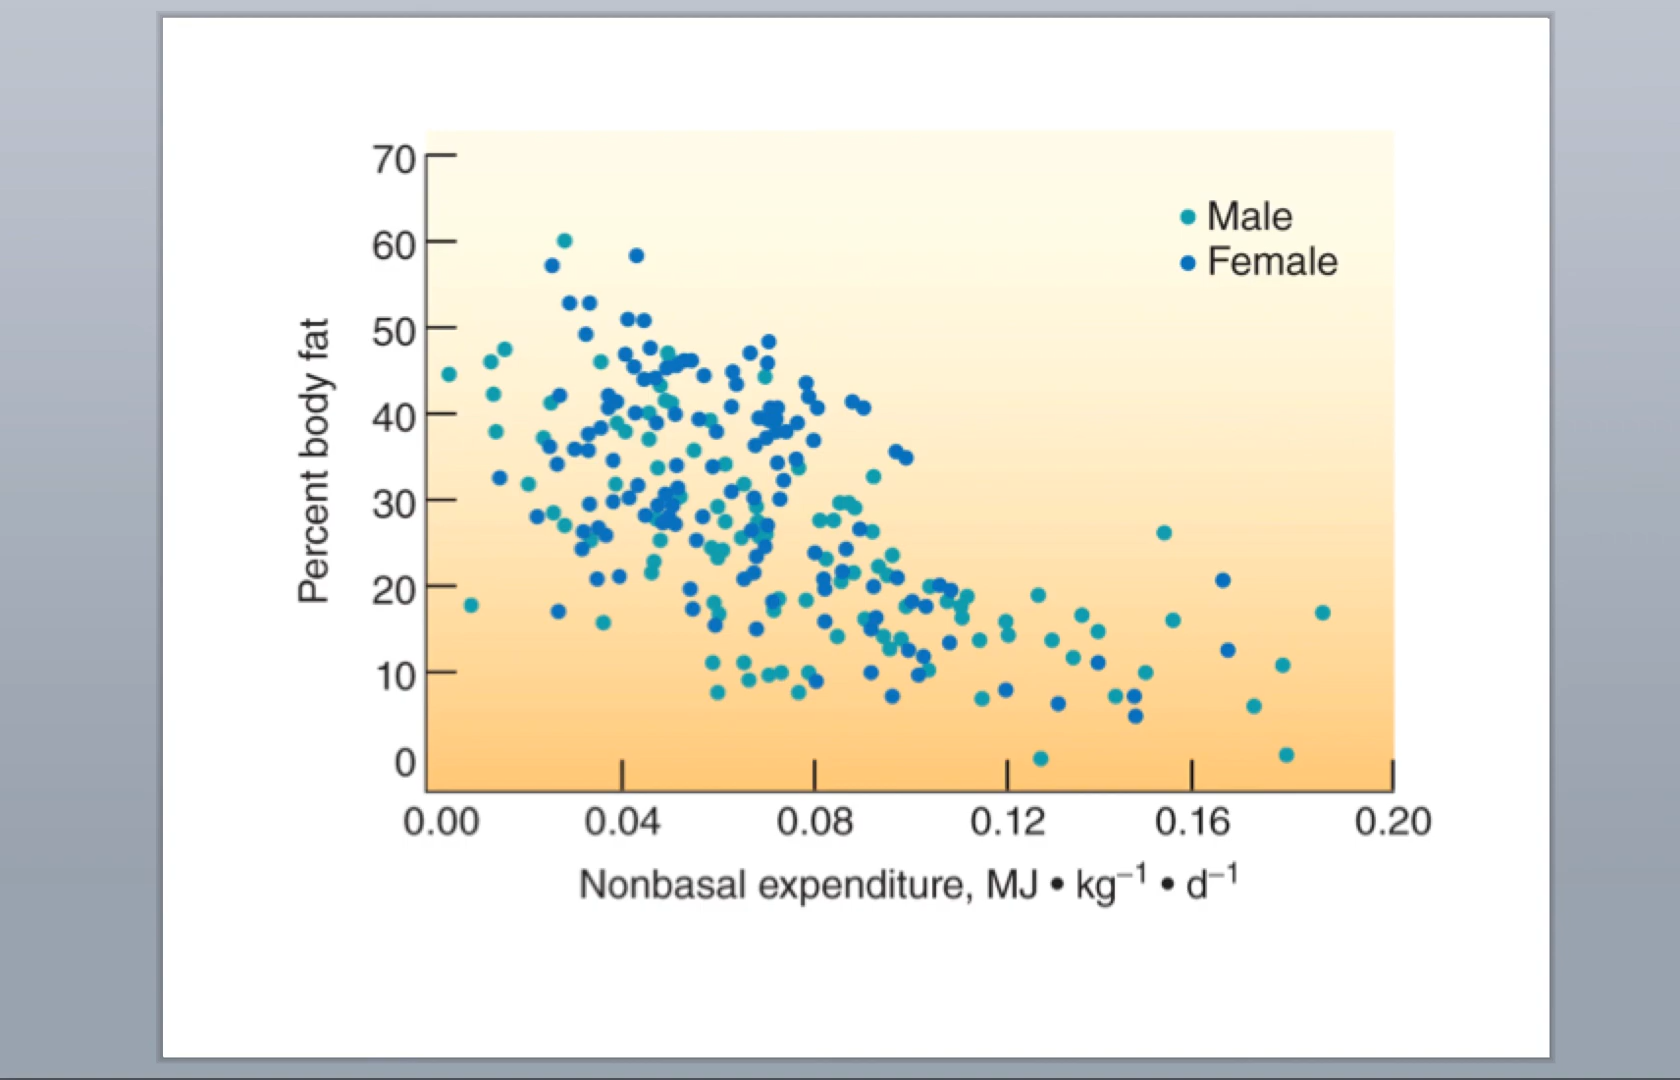 70
60
50
40
30
20
10
0
Percent body fat
Male
Female
0.00 0.04 0.08 0.12 0.16 0.20
Nonbasal expenditure, MJ • kg⁻¹ • d⁻¹